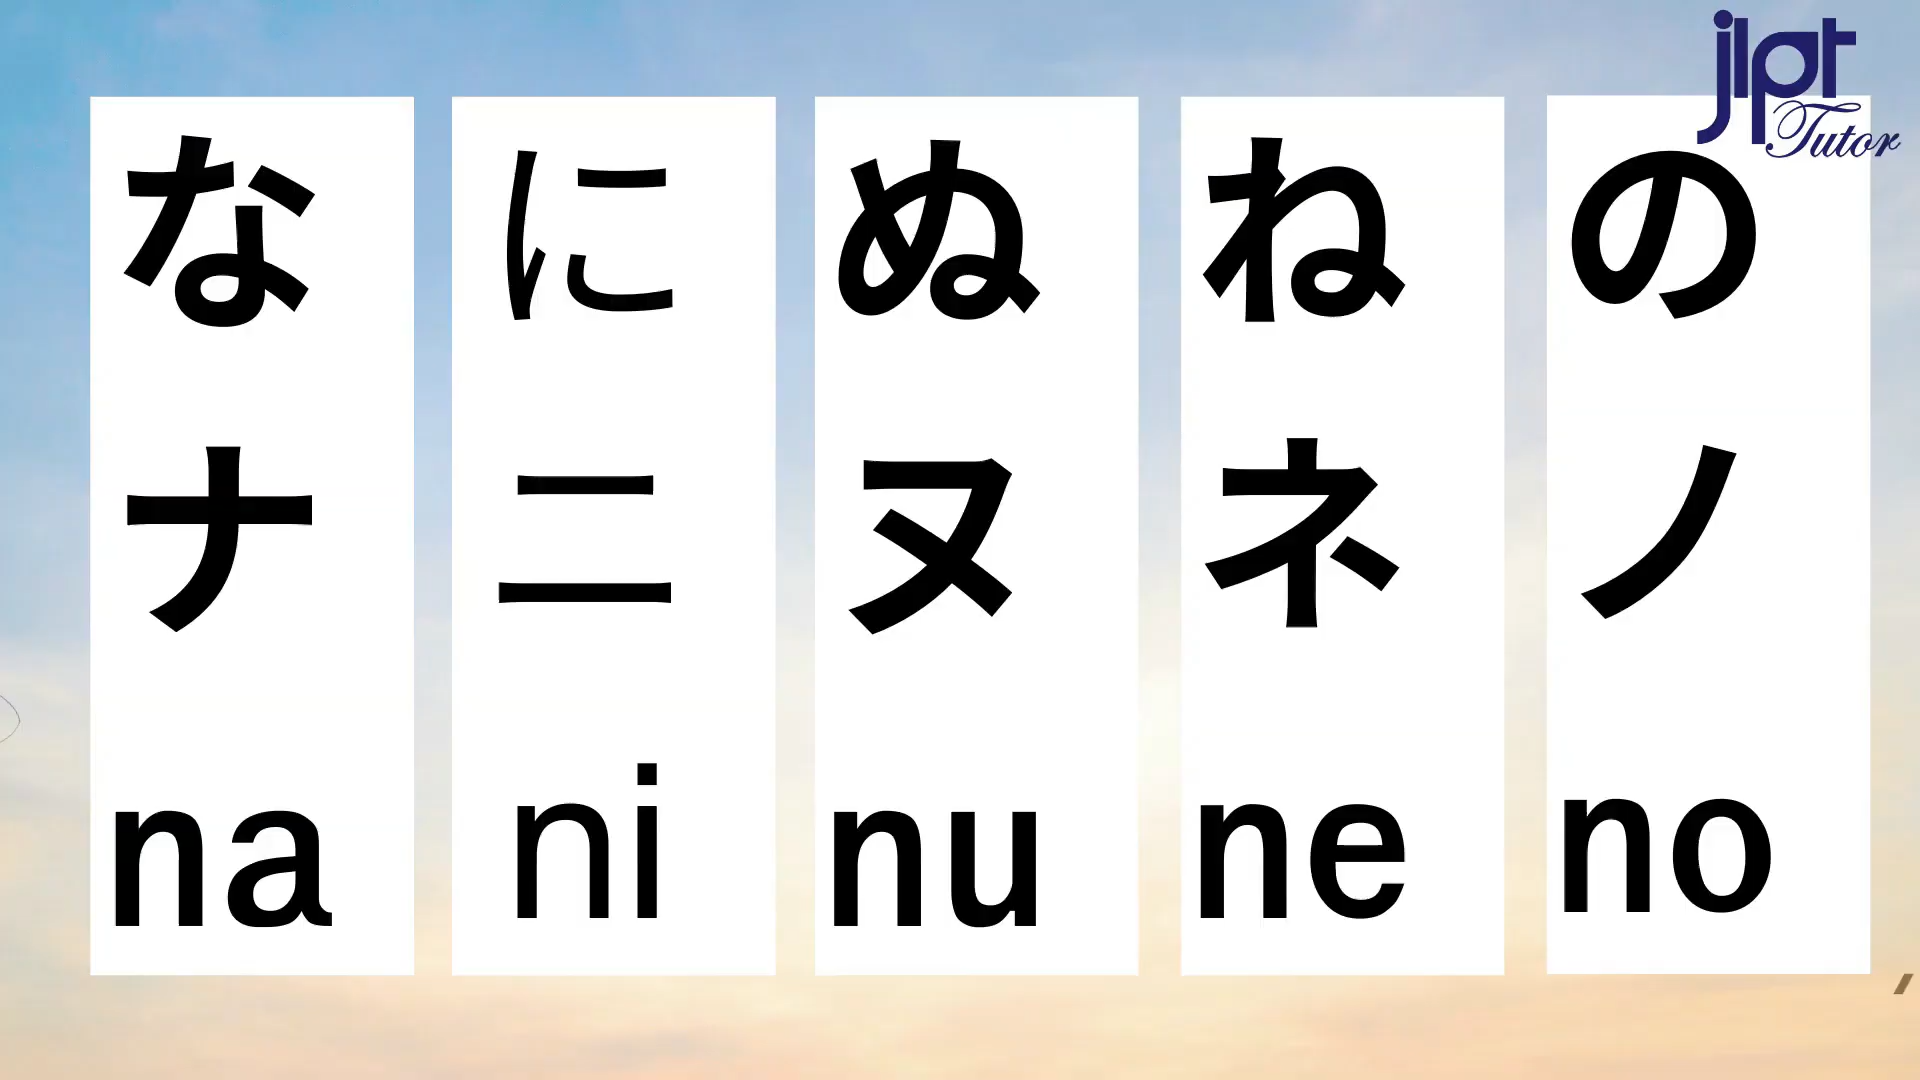 jlpt
Tutor
な に ぬ ね の
ナ ニ ヌ ネ ノ
na ni nu ne no